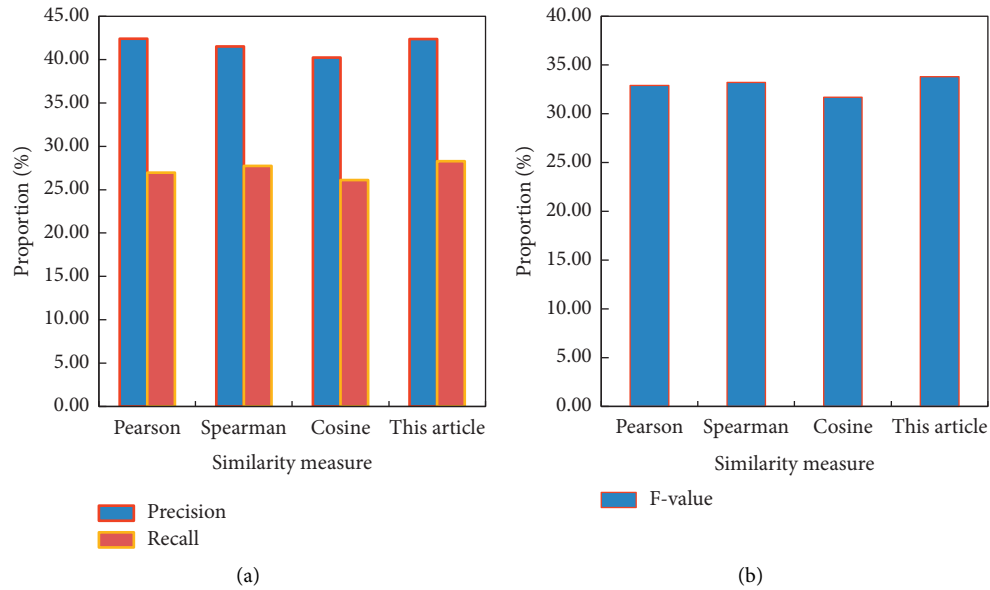 45.00
40.00
35.00
30.00
25.00
20.00
15.00
10.00
5.00
0.00
Proportion (%)
Pearson Spearman Cosine This article
Similarity measure
Precision
Recall
(a)
40.00
35.00
30.00
25.00
20.00
15.00
10.00
5.00
0.00
Proportion (%)
Pearson Spearman Cosine This article
Similarity measure
F-value
(b)